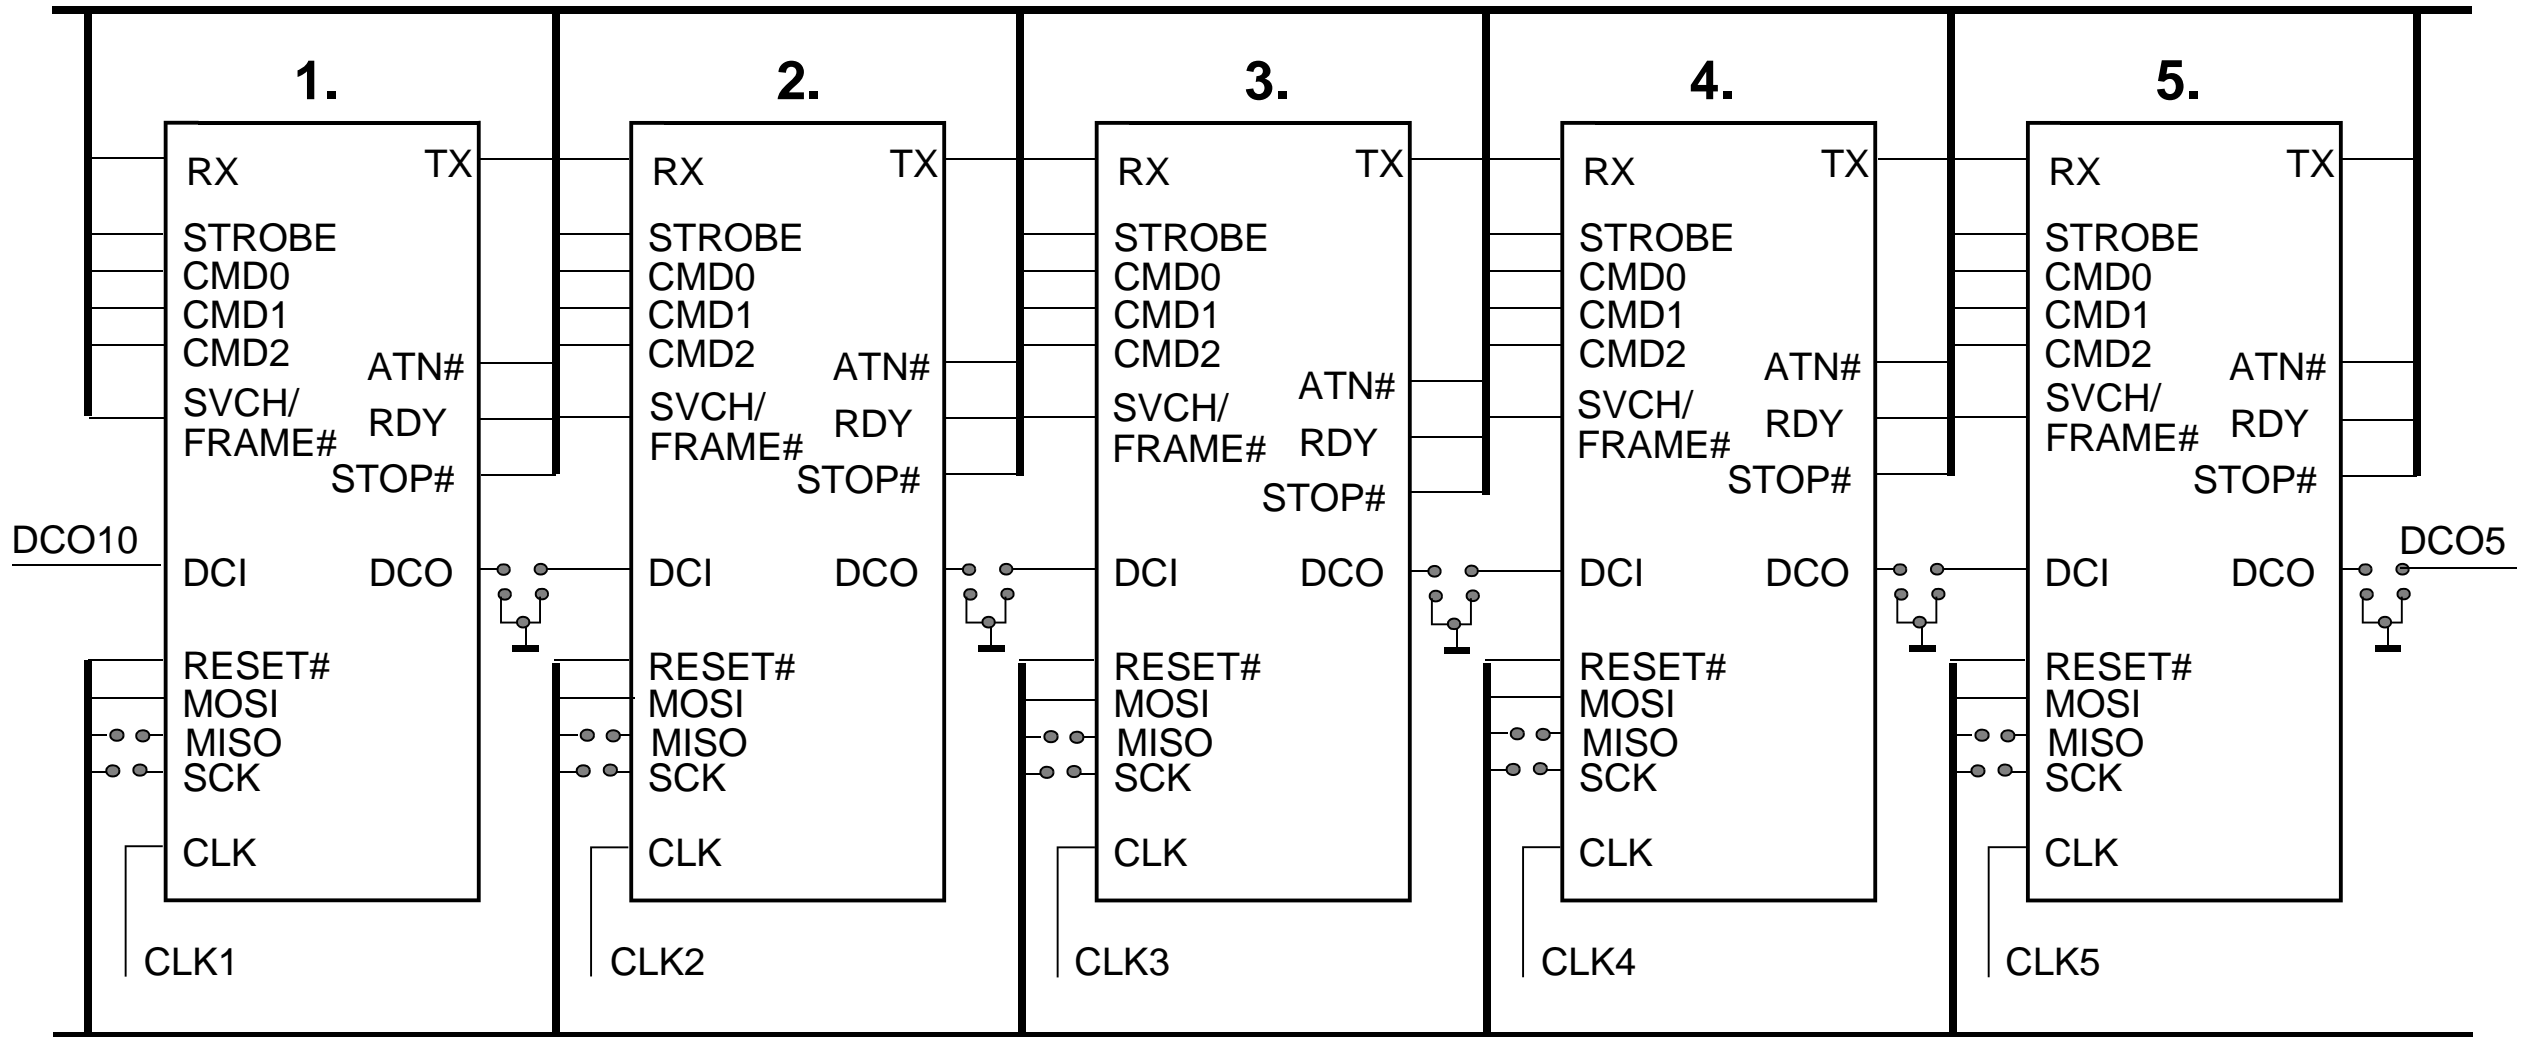 1.
2.
3.
4.
5.
RX TX
STROBE
CMD0
CMD1
CMD2
ATN#
SVCH/
FRAME#
RDY
STOP#
DCO10
DCI DCO
RESET#
MOSI
MISO
SCK
CLK
CLK1
RX TX
STROBE
CMD0
CMD1
CMD2
ATN#
SVCH/
FRAME#
RDY
STOP#
DCI DCO
RESET#
MOSI
MISO
SCK
CLK
CLK2
RX TX
STROBE
CMD0
CMD1
CMD2
ATN#
SVCH/
FRAME#
RDY
STOP#
DCI DCO
RESET#
MOSI
MISO
SCK
CLK
CLK3
RX TX
STROBE
CMD0
CMD1
CMD2
ATN#
SVCH/
FRAME#
RDY
STOP#
DCI DCO
RESET#
MOSI
MISO
SCK
CLK
CLK4
RX TX
STROBE
CMD0
CMD1
CMD2
ATN#
SVCH/
FRAME#
RDY
STOP#
DCI DCO
DCO5
RESET#
MOSI
MISO
SCK
CLK
CLK5